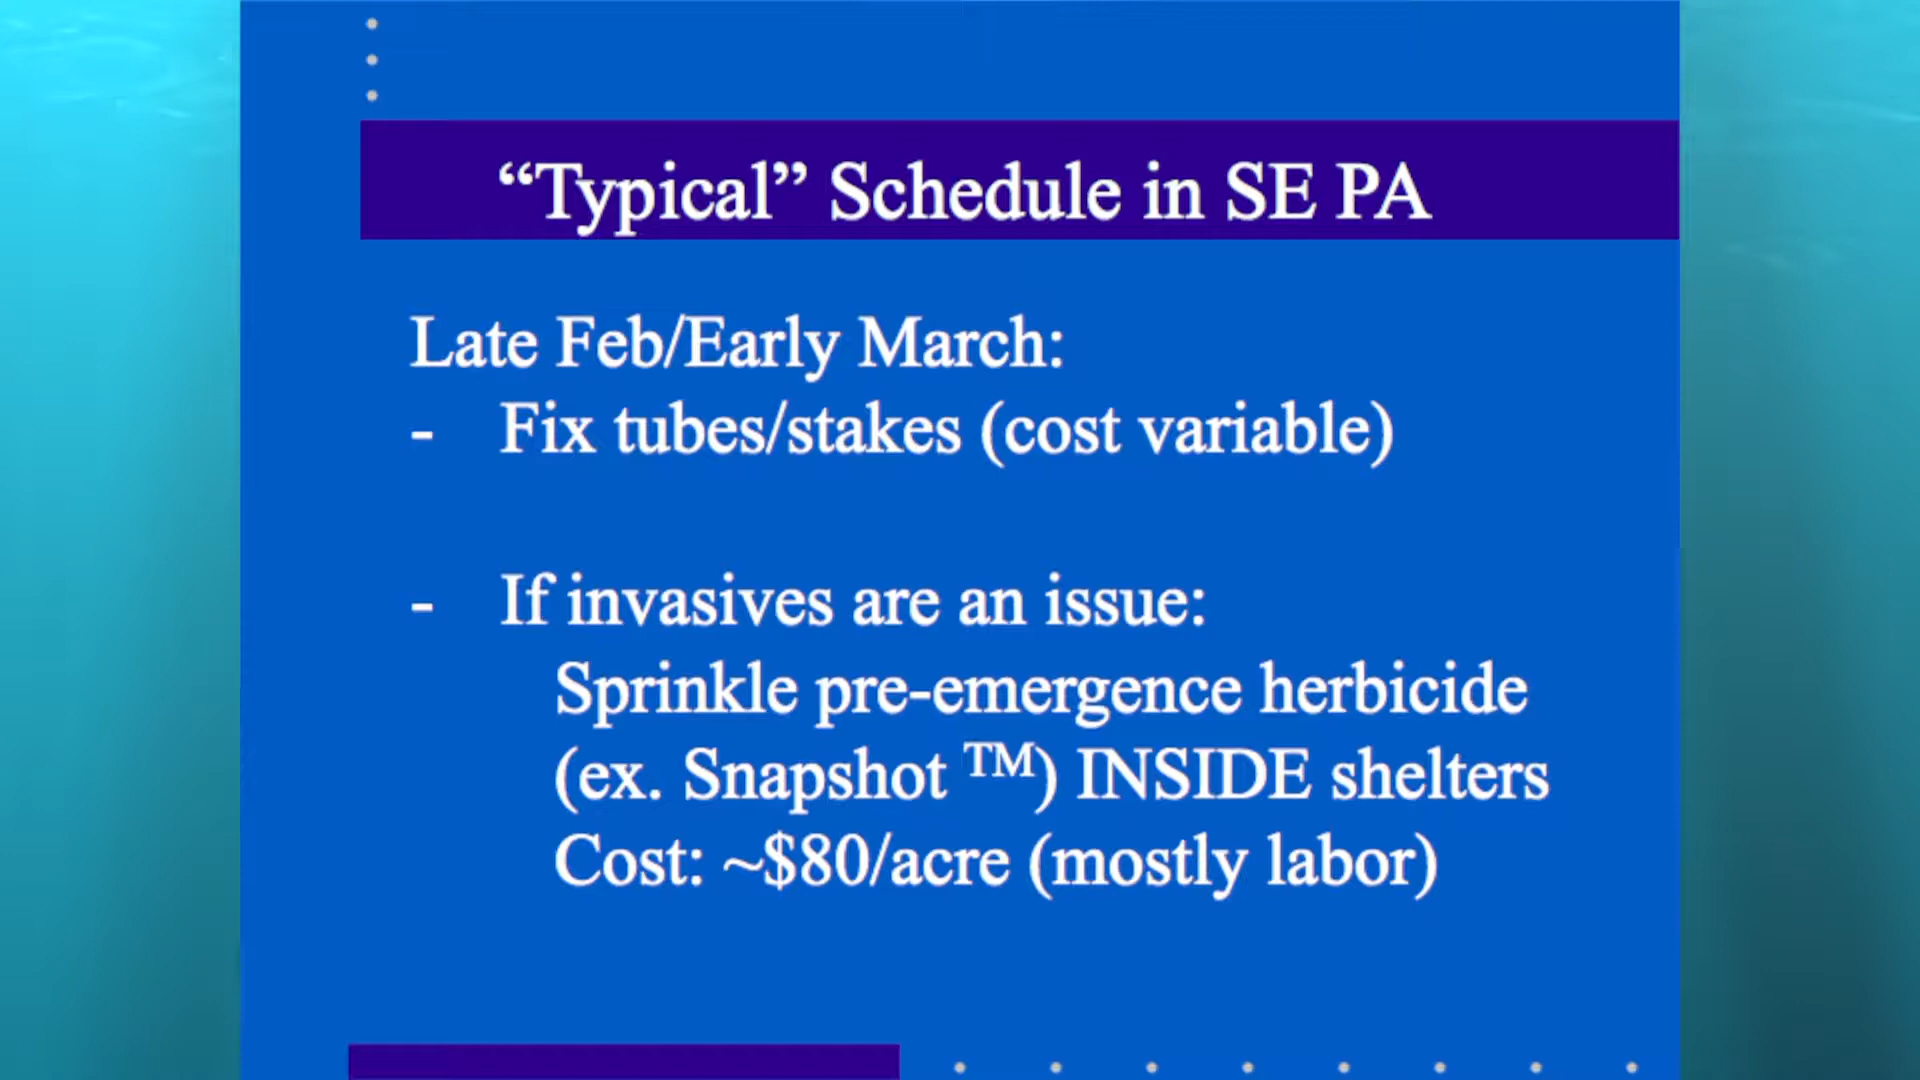 “Typical” Schedule in SE PA
Late Feb/Early March:
- Fix tubes/stakes (cost variable)
- If invasives are an issue:
Sprinkle pre-emergence herbicide
(ex. Snapshot ™) INSIDE shelters
Cost: ~$80/acre (mostly labor)